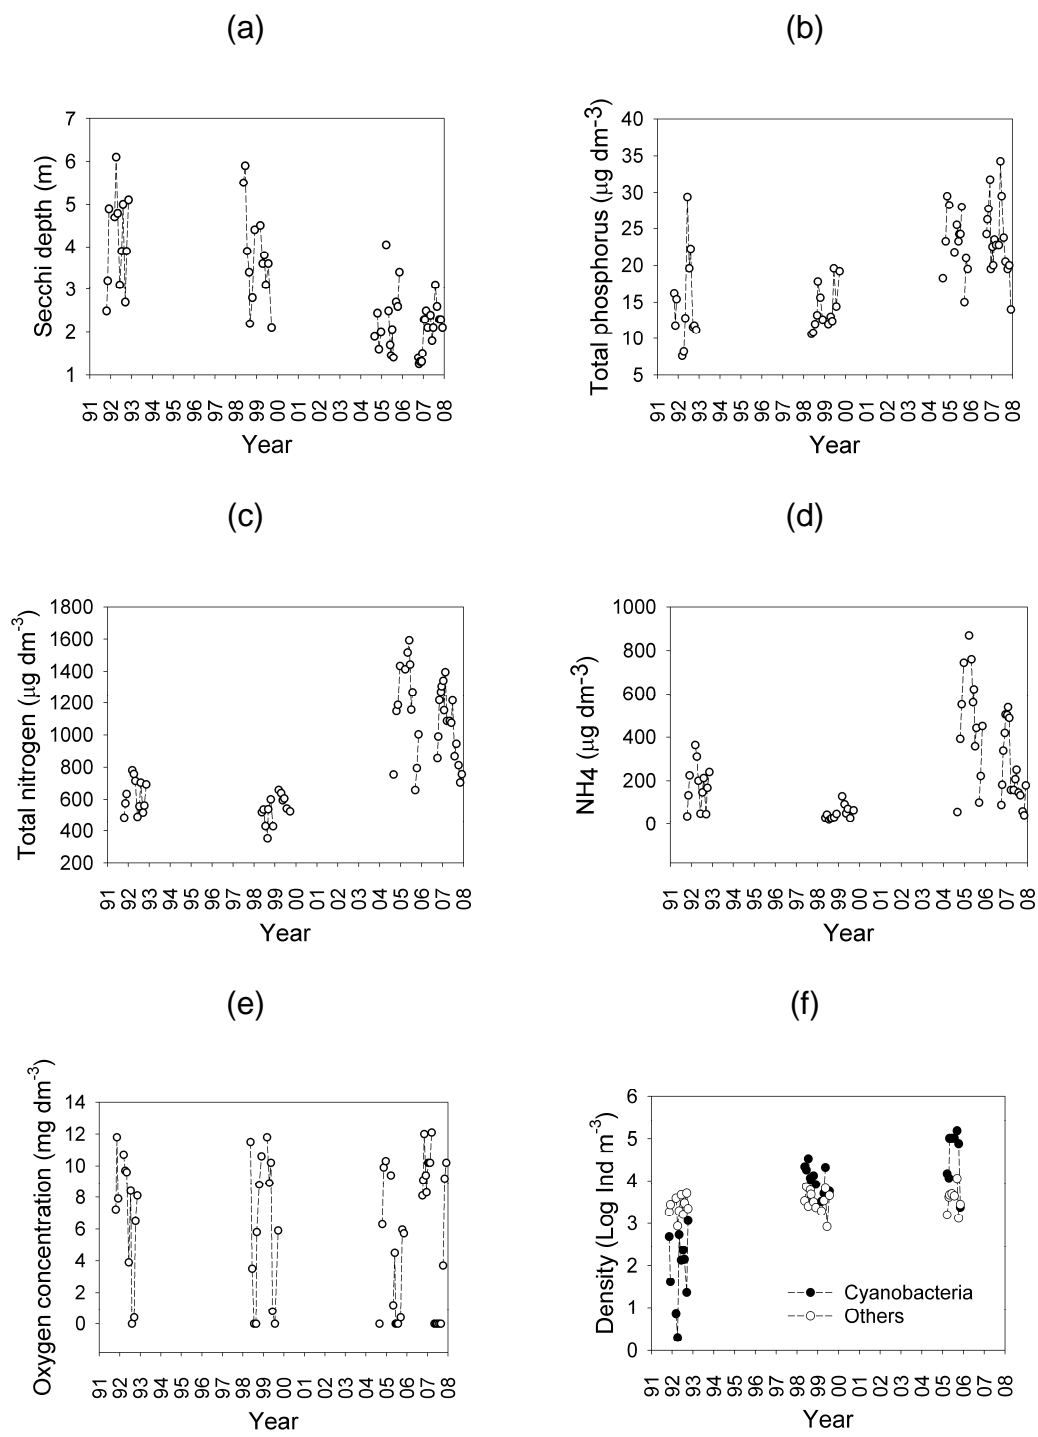 (a)
(b)
Secchi depth (m)
7
6
5
4
3
2
1
91 92 93 94 95 96 97 98 99 00 01 02 03 05 06 07 08
Year
Total phosphorus (µg dm-3)
40
35
30
25
20
15
10
5
91 92 93 94 95 96 97 98 99 00 01 02 03 04 05 06 07 08
Year
(c)
(d)
Total nitrogen (µg dm-3)
1800
1600
1400
1200
1000
800
600
400
200
91 92 93 94 95 96 97 98 99 00 01 02 03 04 05 06 07 08
Year
NH4 (µg dm-3)
1000
800
600
400
200
0
91 92 93 94 95 96 97 98 99 00 01 02 03 04 05 06 07 08
Year
(e)
(f)
Oxygen concentration (mg dm-3)
14
12
10
8
6
4
2
0
91 92 93 94 95 96 97 98 99 00 01 02 03 04 05 06 07 08
Year
Density (Log Ind m-3)
6
5
4
3
2
1
0
Cyanobacteria
Others
91 92 93 94 95 96 97 98 99 00 01 02 03 04 05 06 08
Year